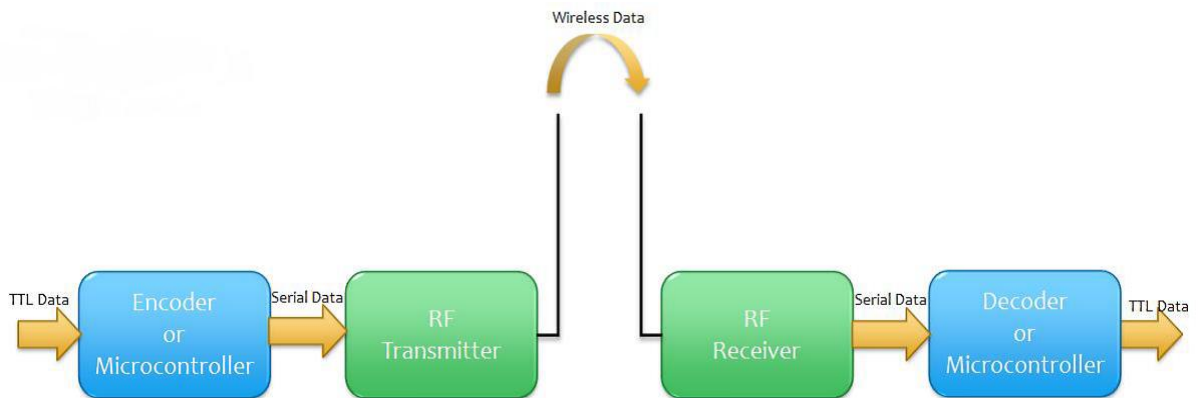 Wireless Data
TTL Data
Encoder
or
Microcontroller
Serial Data
RF
Transmitter
RF
Receiver
Serial Data
Decoder
or
Microcontroller
TTL Data